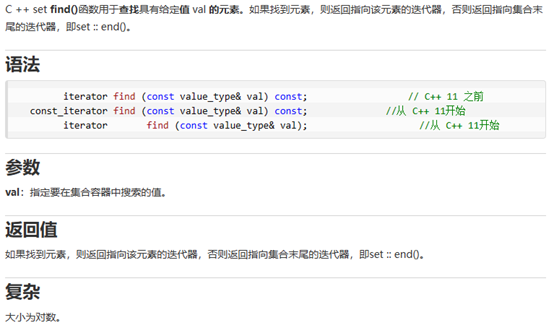 C ++ set find()函数用于查找具有给定值 val 的元素。如果找到元素，则返回指向该元素的迭代器，否则返回指向集合末
尾的迭代器，即set :: end()。
语法
iterator find (const value_type& val) const; // C++ 11 之前
const_iterator find (const value_type& val) const; //从 C++ 11开始
iterator find (const value_type& val); //从 C++ 11开始
参数
val：指定要在集合容器中搜索的值。
返回值
如果找到元素，则返回指向该元素的迭代器，否则返回指向集合末尾的迭代器，即set :: end()。
复杂
大小为对数。